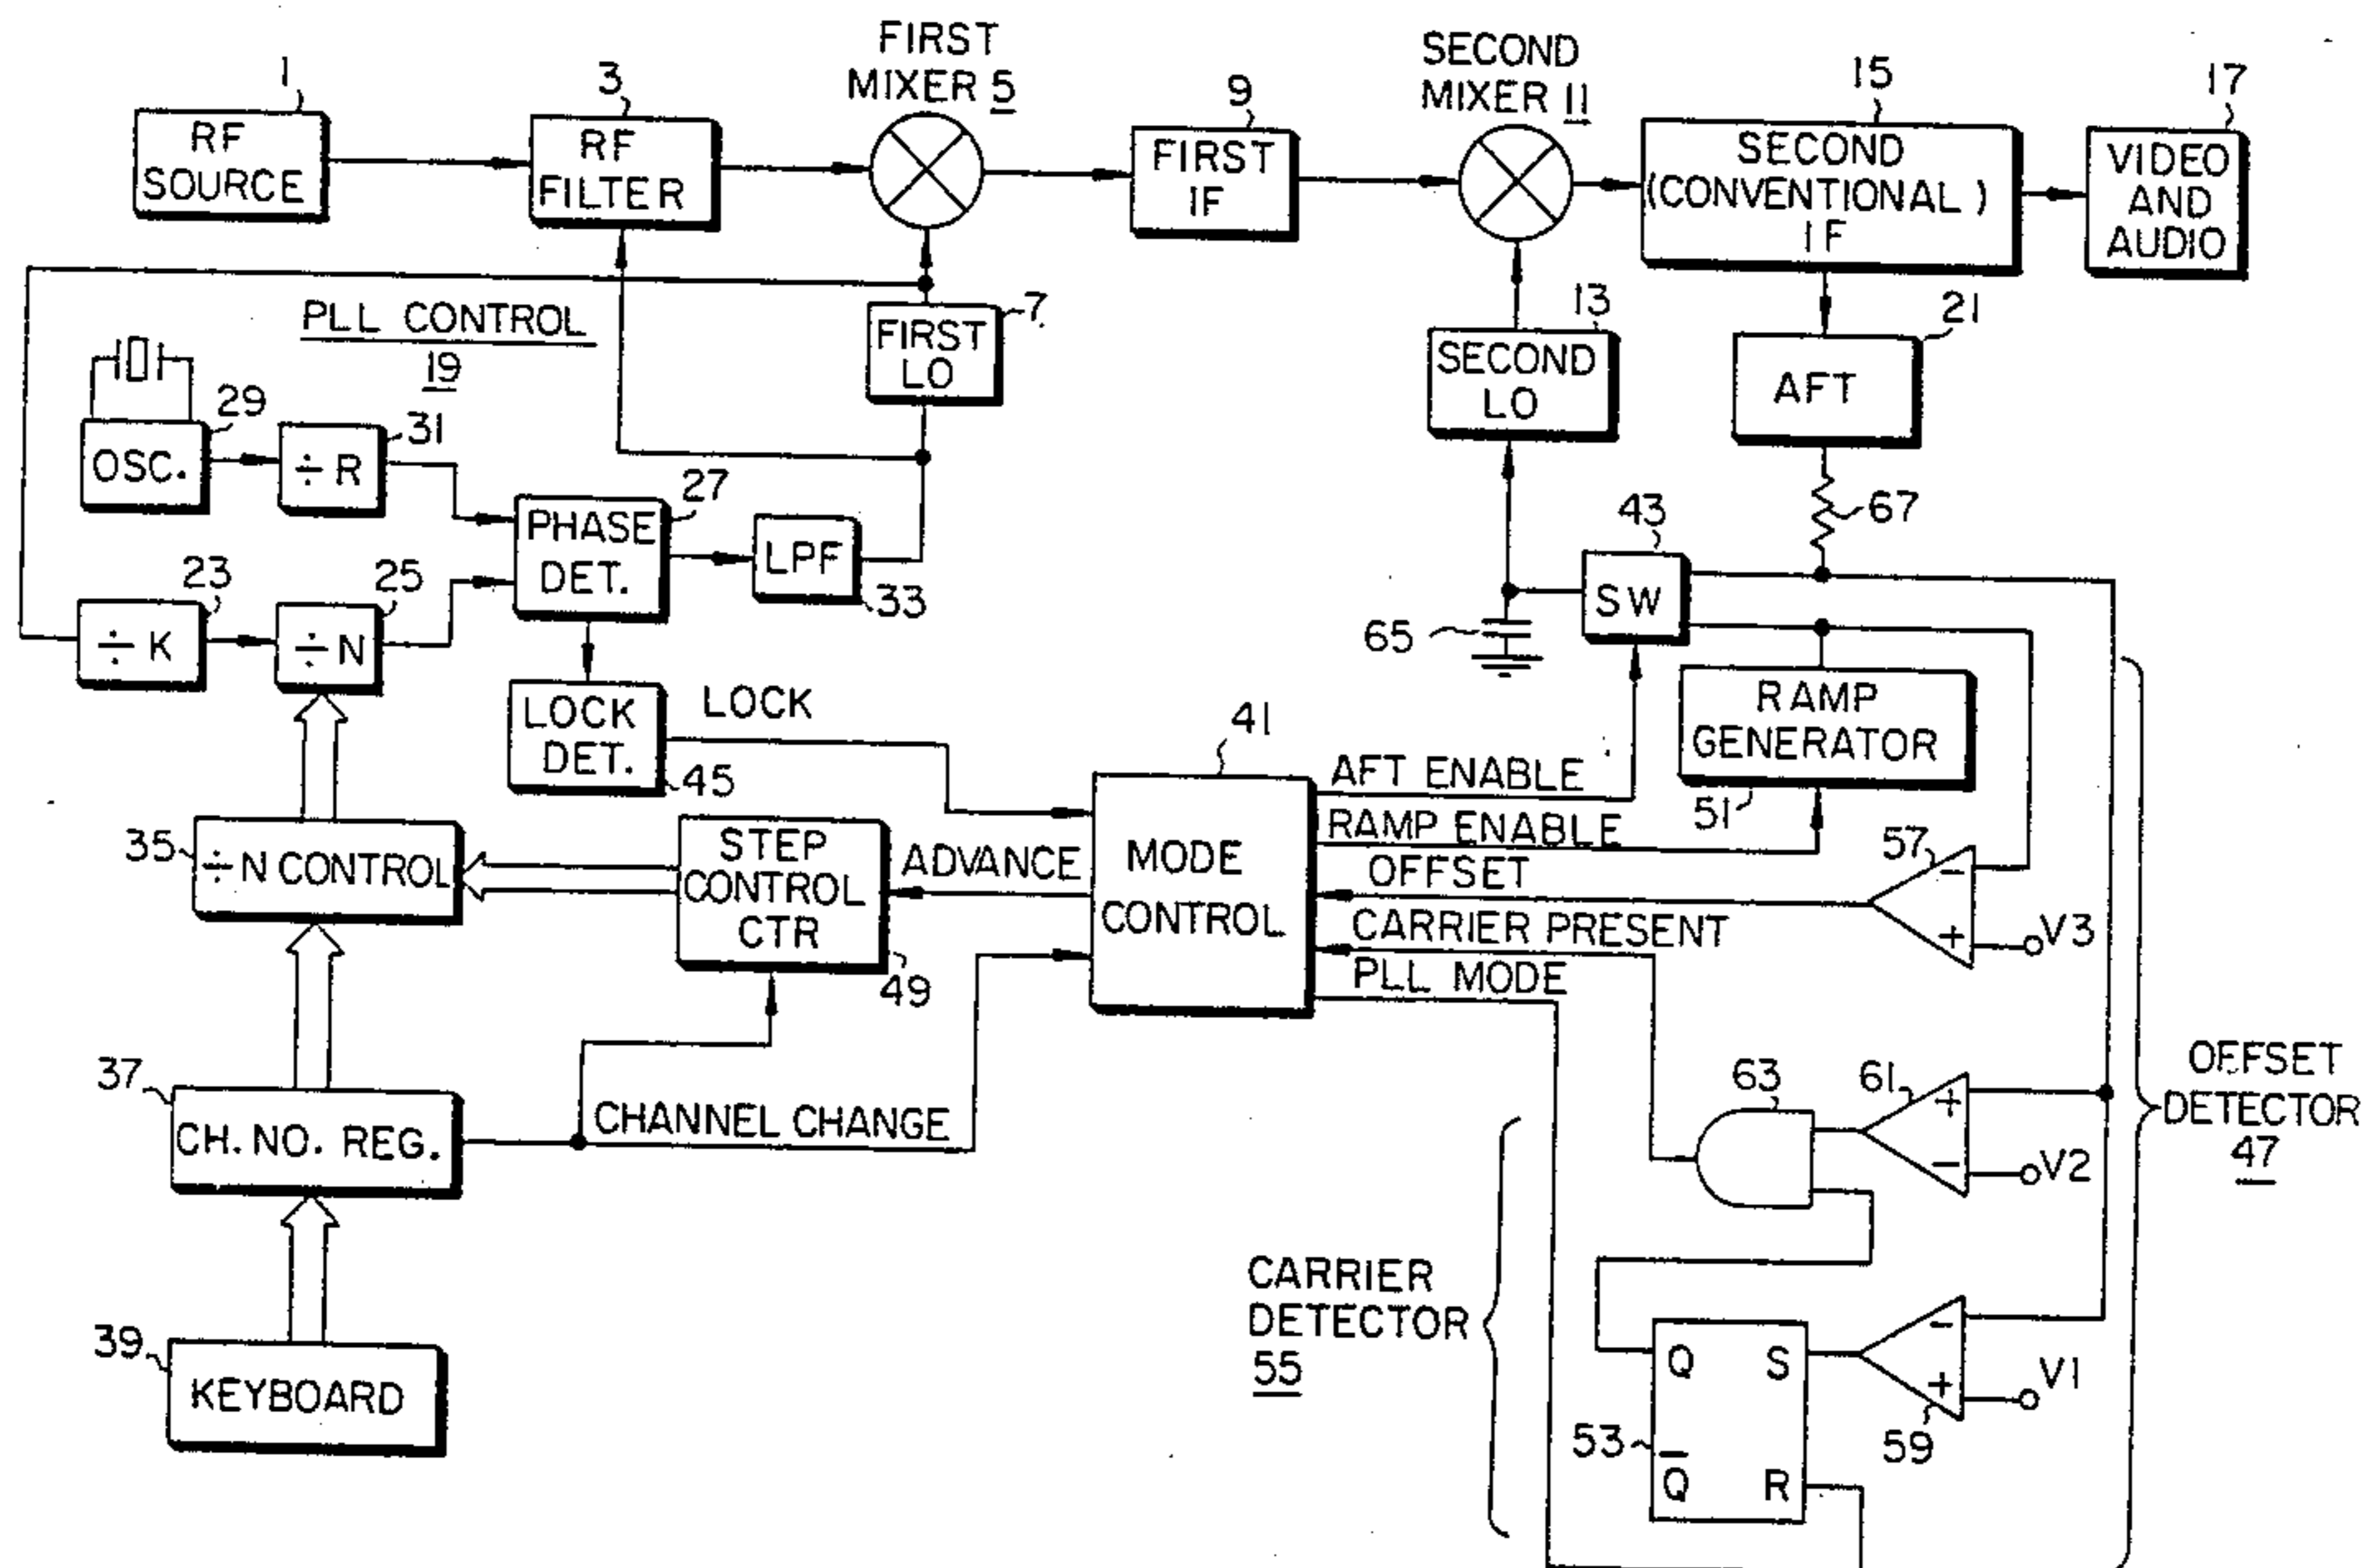 FIRST
MIXER 5
SECOND
MIXER 11
1
RF
SOURCE
3
RF
FILTER
9
FIRST
IF
15
SECOND
(CONVENTIONAL)
IF
17
VIDEO
AND
AUDIO
PLL CONTROL
19
7
FIRST
LO
13
SECOND
LO
21
AFT
29
OSC.
31
÷ R
27
PHASE
DET.
LPF
33
67
43
SW
65
23
÷ K
25
÷ N
LOCK
DET.
45
LOCK
RAMP
GENERATOR
51
41
MODE
CONTROL
AFT ENABLE
RAMP ENABLE
OFFSET
CARRIER PRESENT
PLL MODE
35
÷N CONTROL
STEP
CONTROL
CTR
49
ADVANCE
57
-
+
V3
37
CH. NO. REG.
CHANNEL CHANGE
63
61
+
-
V2
OFFSET
DETECTOR
47
CARRIER
DETECTOR
55
39
KEYBOARD
53
Q
S
Q̅
R
-
+
V1
59